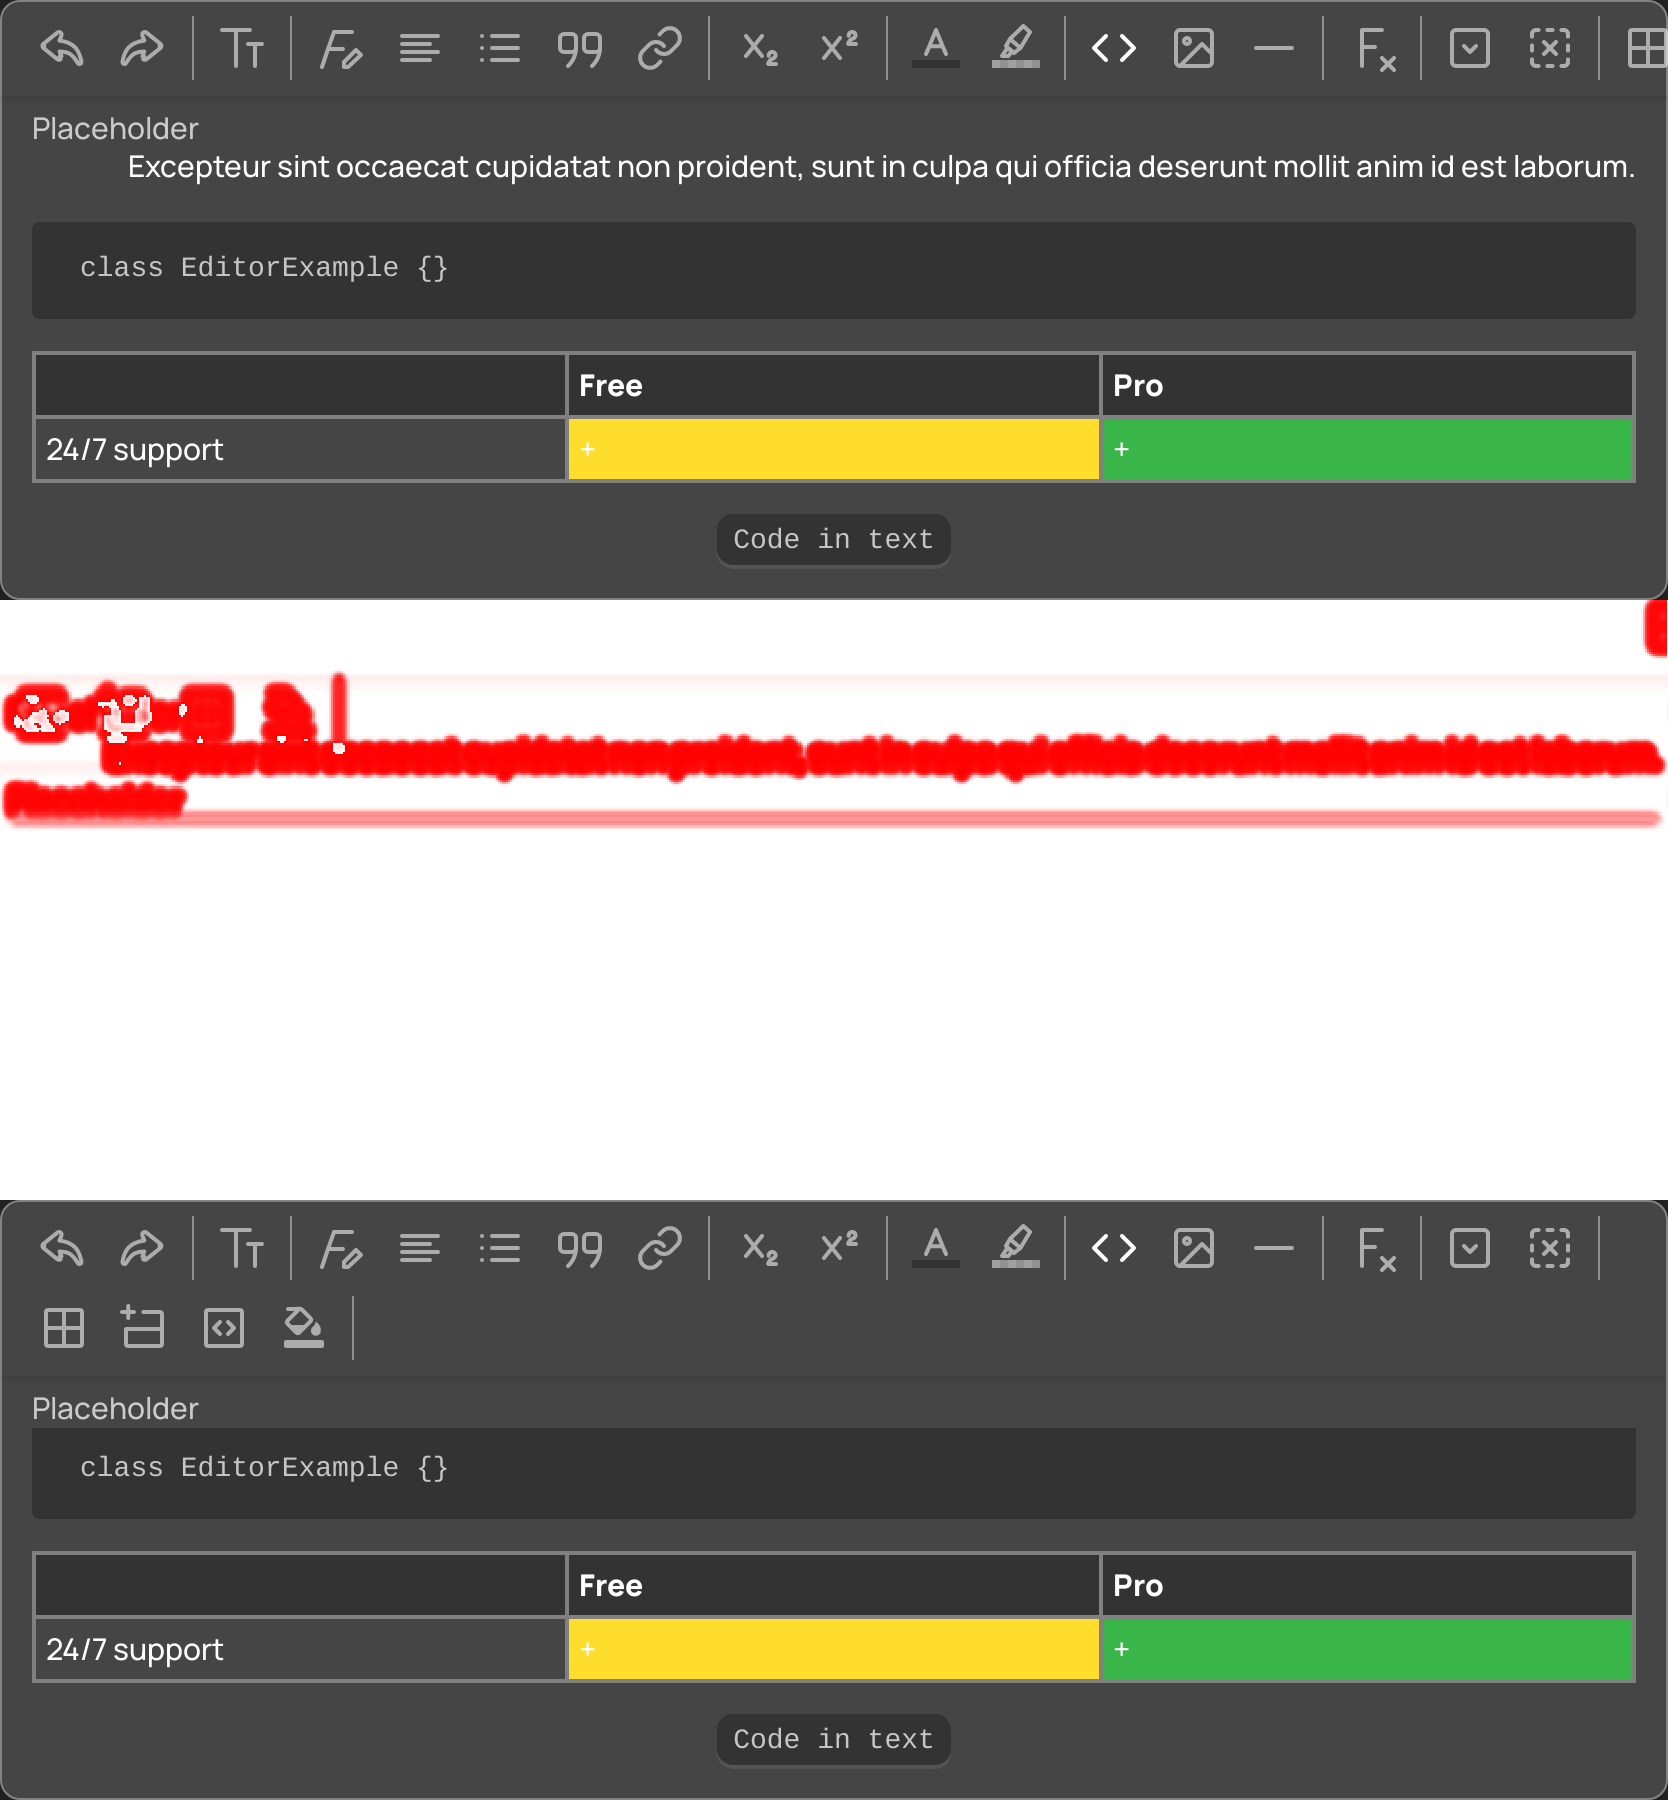 Placeholder
Excepteur sint occaecat cupidatat non proident, sunt in culpa qui officia deserunt mollit anim id est laborum.
class EditorExample {}
Free Pro
24/7 support + +
Code in text
Placeholder
Placeholder
class EditorExample {}
Free Pro
24/7 support + +
Code in text